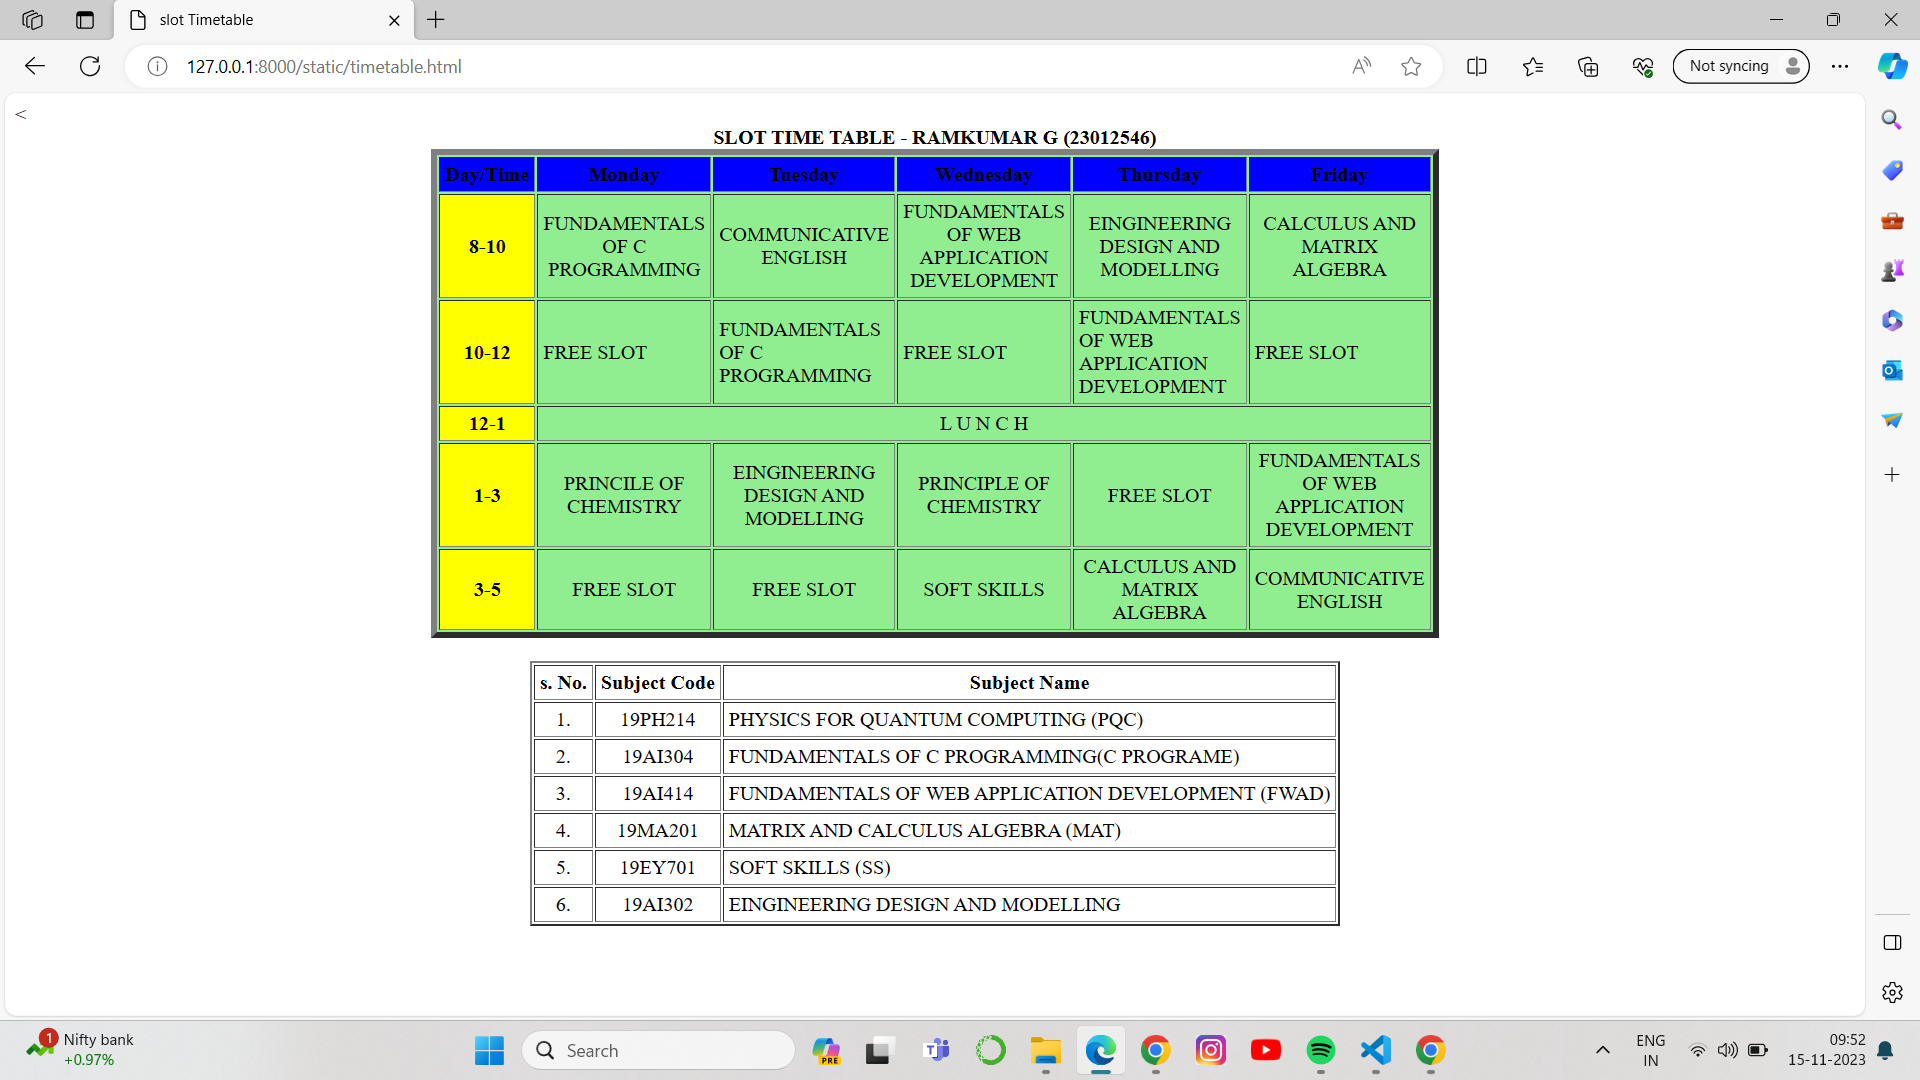 slot Timetable
127.0.0.1:8000/static/timetable.html
Not syncing
<
SLOT TIME TABLE - RAMKUMAR G (23012546)
Day/Time Monday Tuesday Wednesday Thursday Friday
8-10
FUNDAMENTALS
OF C
PROGRAMMING
COMMUNICATIVE
ENGLISH
FUNDAMENTALS
OF WEB
APPLICATION
DEVELOPMENT
EINGINEERING
DESIGN AND
MODELLING
CALCULUS AND
MATRIX
ALGEBRA
10-12
FREE SLOT
FUNDAMENTALS
OF C
PROGRAMMING
FREE SLOT
FUNDAMENTALS
OF WEB
APPLICATION
DEVELOPMENT
FREE SLOT
12-1
L U N C H
1-3
PRINCILE OF
CHEMISTRY
EINGINEERING
DESIGN AND
MODELLING
PRINCIPLE OF
CHEMISTRY
FREE SLOT
FUNDAMENTALS
OF WEB
APPLICATION
DEVELOPMENT
3-5
FREE SLOT
FREE SLOT
SOFT SKILLS
CALCULUS AND
MATRIX
ALGEBRA
COMMUNICATIVE
ENGLISH
s. No. Subject Code Subject Name
1. 19PH214 PHYSICS FOR QUANTUM COMPUTING (PQC)
2. 19AI304 FUNDAMENTALS OF C PROGRAMMING(C PROGRAME)
3. 19AI414 FUNDAMENTALS OF WEB APPLICATION DEVELOPMENT (FWAD)
4. 19MA201 MATRIX AND CALCULUS ALGEBRA (MAT)
5. 19EY701 SOFT SKILLS (SS)
6. 19AI302 EINGINEERING DESIGN AND MODELLING
1
Nifty bank
+0.97%
Search
PRE
ENG
IN
09:52
15-11-2023